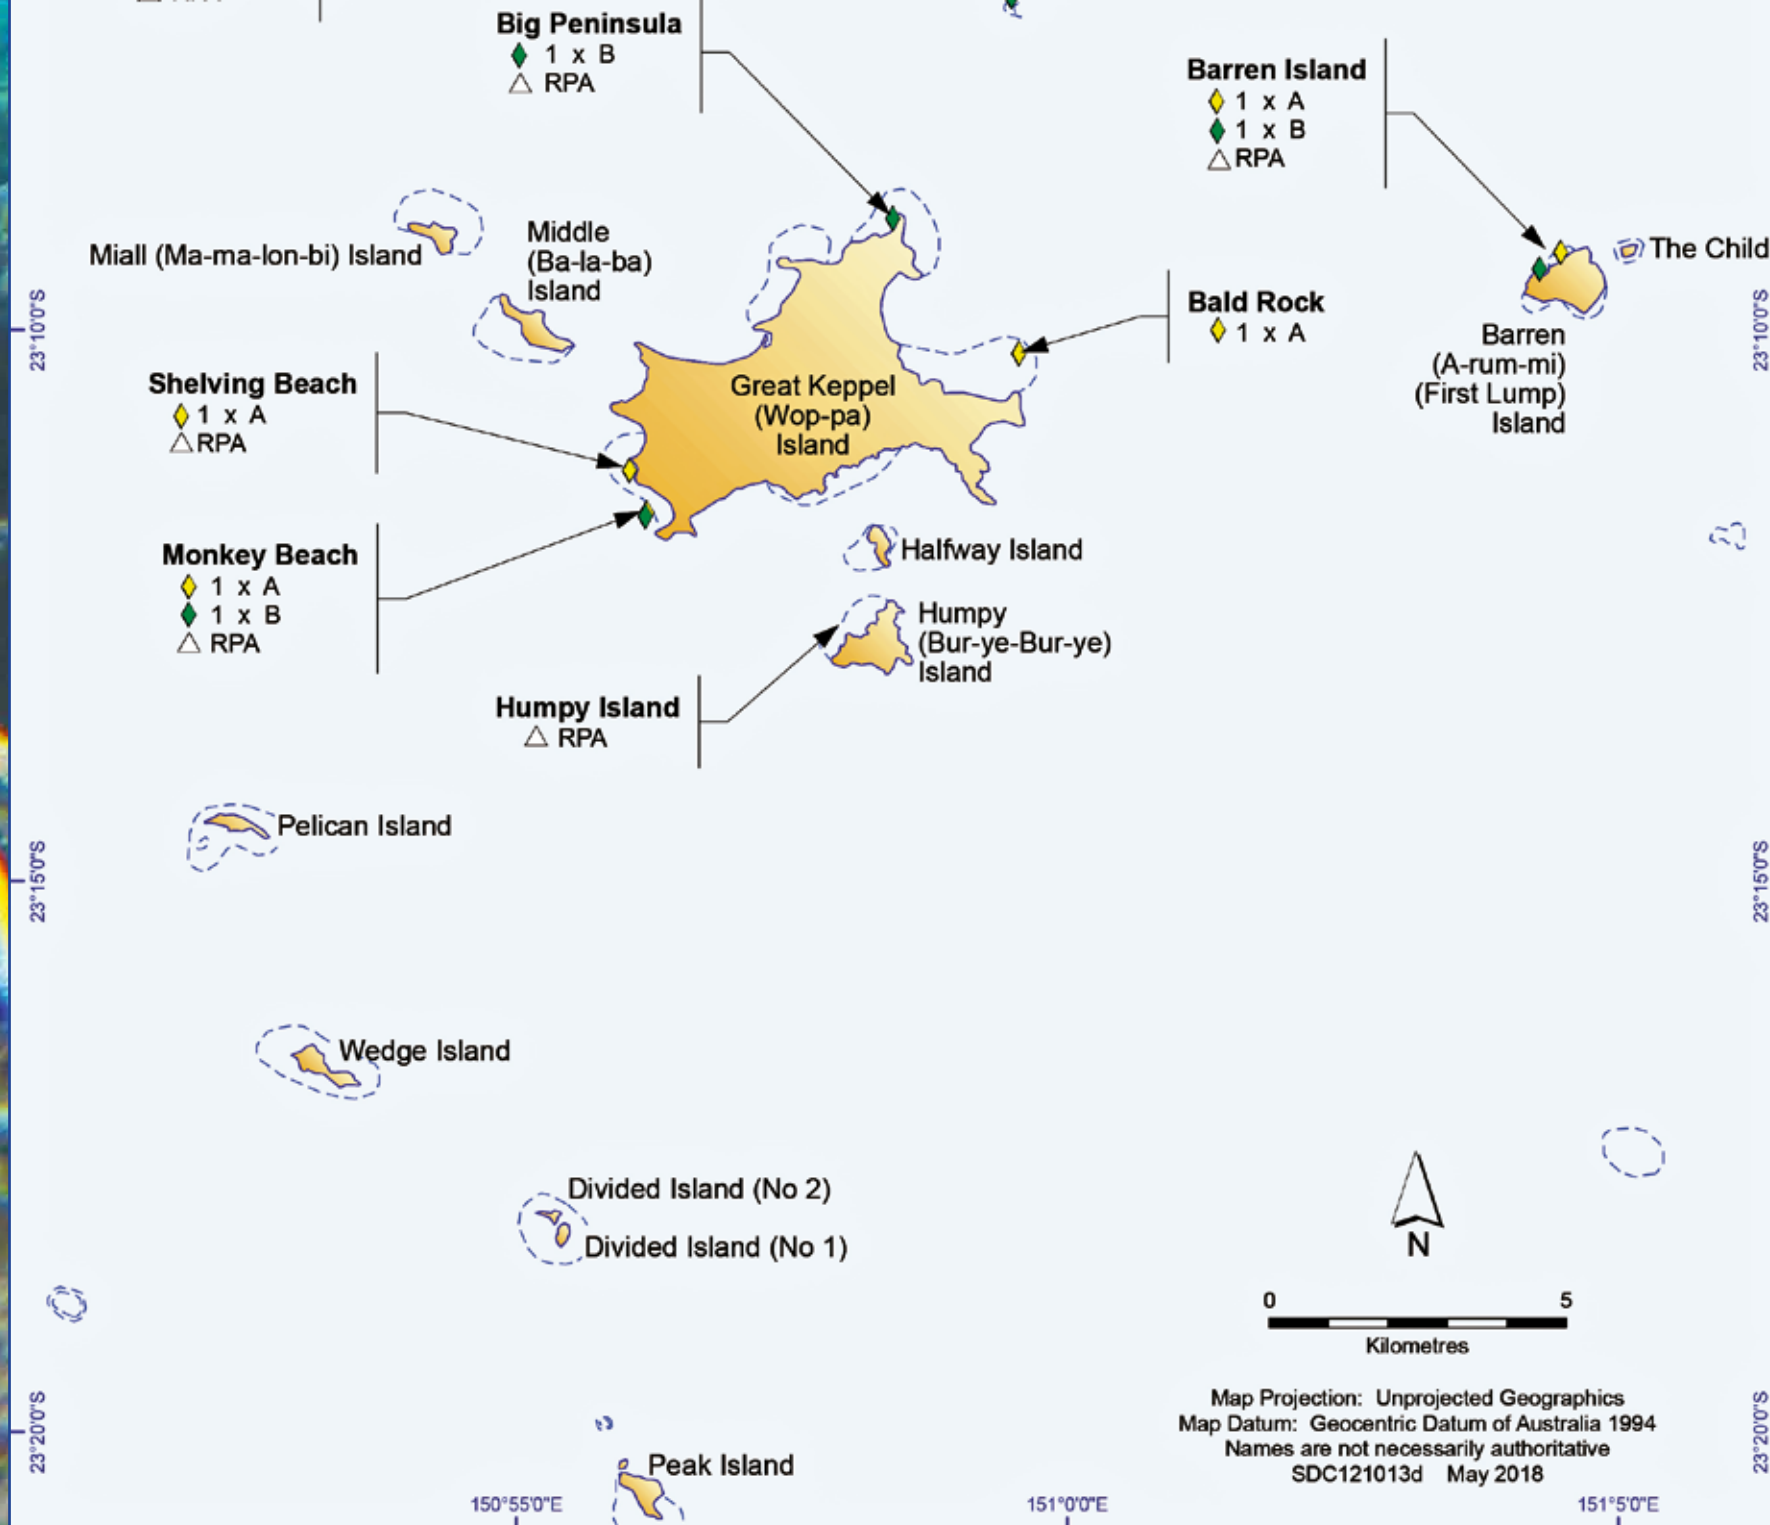 Big Peninsula
1 x B
RPA
Barren Island
1 x A
1 x B
RPA
Miall (Ma-ma-lon-bi) Island
Middle
(Ba-la-ba)
Island
The Child
Bald Rock
1 x A
Barren
(A-rum-mi)
(First Lump)
Island
23°10'0"S
23°10'0"S
Shelving Beach
1 x A
RPA
Great Keppel
(Wop-pa)
Island
Monkey Beach
1 x A
1 x B
RPA
Halfway Island
Humpy
(Bur-ye-Bur-ye)
Island
Humpy Island
RPA
Pelican Island
23°15'0"S
23°15'0"S
Wedge Island
Divided Island (No 2)
Divided Island (No 1)
N
0 5
Kilometres
Map Projection: Unprojected Geographics
Map Datum: Geocentric Datum of Australia 1994
Names are not necessarily authoritative
SDC121013d May 2018
23°20'0"S
23°20'0"S
Peak Island
150°55'0"E
151°0'0"E
151°5'0"E